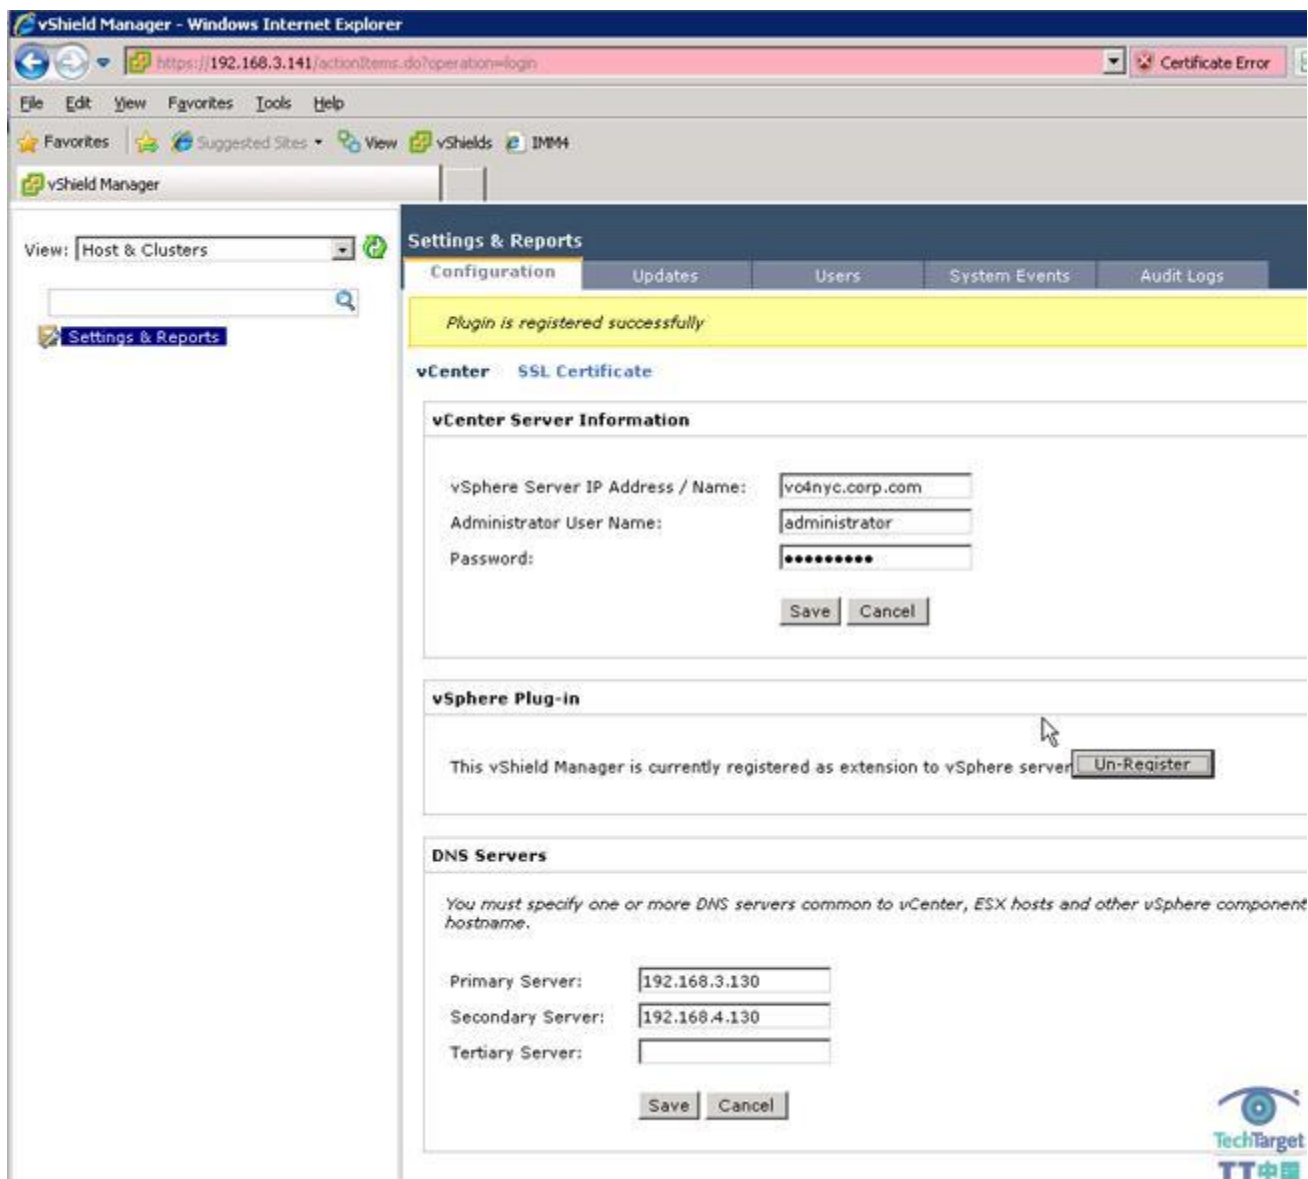 vShield Manager - Windows Internet Explorer
https://192.168.3.141/actionItems.do?operation=login
Certificate Error
File Edit View Favorites Tools Help
Favorites Suggested Sites View vShields IMM4
vShield Manager
View: Host & Clusters
Settings & Reports
Settings & Reports
Configuration Updates Users System Events Audit Logs
Plugin is registered successfully
vCenter SSL Certificate
vCenter Server Information
vSphere Server IP Address / Name: vc4nyc.corp.com
Administrator User Name: administrator
Password: •••••••••
Save Cancel
vSphere Plug-in
This vShield Manager is currently registered as extension to vSphere server Un-Register
DNS Servers
You must specify one or more DNS servers common to vCenter, ESX hosts and other vSphere component
hostname.
Primary Server: 192.168.3.130
Secondary Server: 192.168.4.130
Tertiary Server:
Save Cancel
TechTarget
TT中国